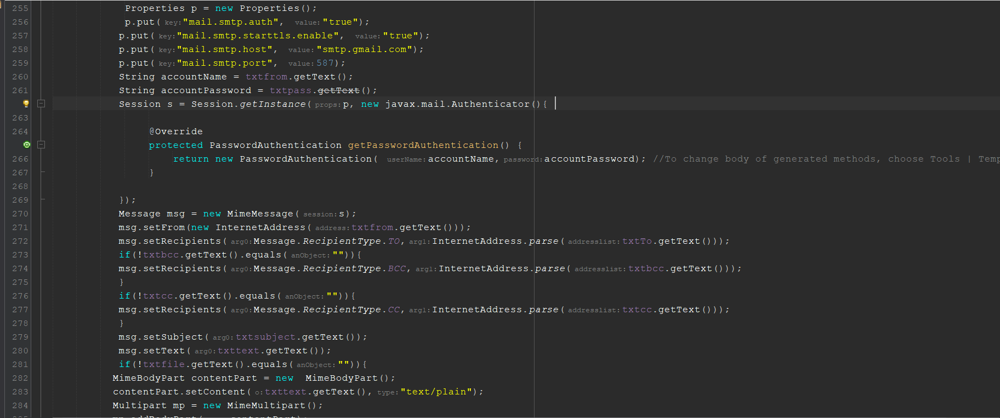 255 Properties p = new Properties();
256 p.put( key: "mail.smtp.auth", value: "true");
257 p.put( key: "mail.smtp.starttls.enable", value: "true");
258 p.put( key: "mail.smtp.host", value: "smtp.gmail.com");
259 p.put( key: "mail.smtp.port", value: 587);
260 String accountName = txtfrom.getText();
261 String accountPassword = txtpass.getText();
Session s = Session.getInstance( props: p, new javax.mail.Authenticator(){
263
264 @Override
protected PasswordAuthentication getPasswordAuthentication() {
266 return new PasswordAuthentication( userName: accountName, password: accountPassword); //To change body of generated methods, choose Tools | Temp
267 }
268
269 });
270 Message msg = new MimeMessage( session: s);
271 msg.setFrom(new InternetAddress( address: txtfrom.getText()));
272 msg.setRecipients( arg0: Message.RecipientType.TO, arg1: InternetAddress.parse( addresslist: txtTo.getText()));
273 if(!txtbcc.getText().equals( anObject: "")){
274 msg.setRecipients( arg0: Message.RecipientType.BCC, arg1: InternetAddress.parse( addresslist: txtbcc.getText()));
275 }
276 if(!txtcc.getText().equals( anObject: "")){
277 msg.setRecipients( arg0: Message.RecipientType.CC, arg1: InternetAddress.parse( addresslist: txtcc.getText()));
278 }
279 msg.setSubject( arg0: txtsubject.getText());
280 msg.setText( arg0: txttext.getText());
281 if(!txtfile.getText().equals( anObject: "")){
282 MimeBodyPart contentPart = new MimeBodyPart();
283 contentPart.setContent( o: txttext.getText(), type: "text/plain");
284 Multipart mp = new MimeMultipart();